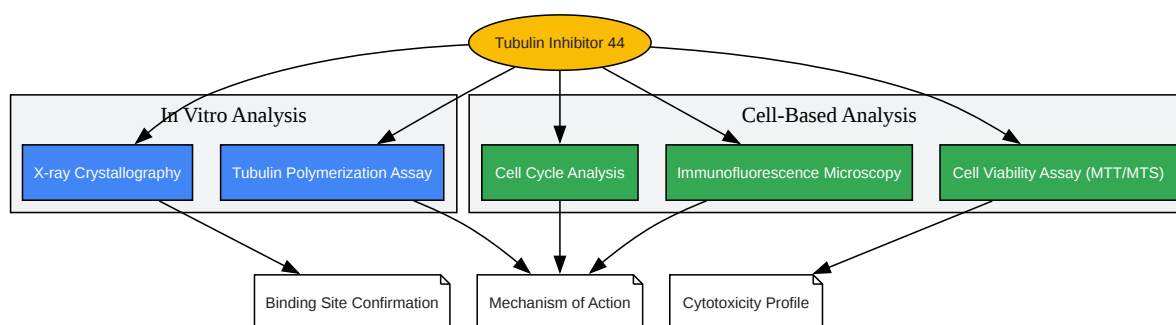 Tubulin Inhibitor 44
In Vitro Analysis
Cell-Based Analysis
X-ray Crystallography
Tubulin Polymerization Assay
Cell Cycle Analysis
Immunofluorescence Microscopy
Cell Viability Assay (MTT/MTS)
Binding Site Confirmation
Mechanism of Action
Cytotoxicity Profile